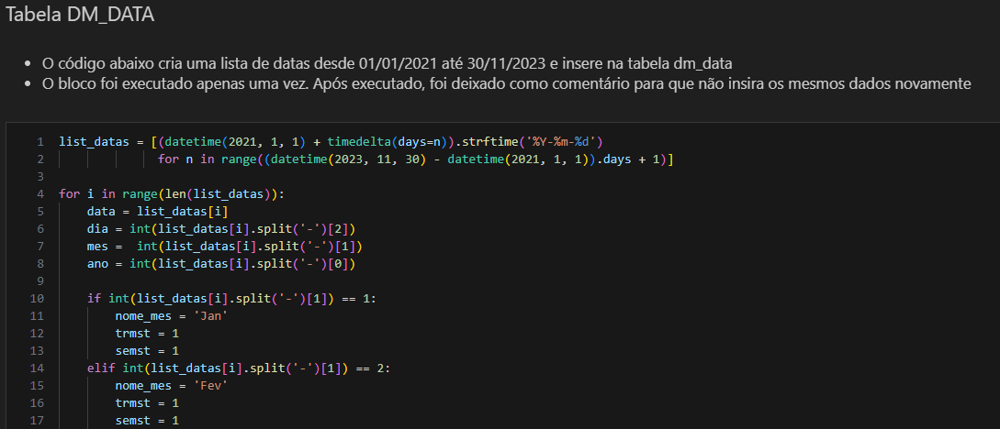 Tabela DM_DATA
• O código abaixo cria uma lista de datas desde 01/01/2021 até 30/11/2023 e insere na tabela dm_data
• O bloco foi executado apenas uma vez. Após executado, foi deixado como comentário para que não insira os mesmos dados novamente
1 list_datas = [(datetime(2021, 1, 1) + timedelta(days=n)).strftime('%Y-%m-%d')
2 for n in range((datetime(2023, 11, 30) - datetime(2021, 1, 1)).days + 1)]
3
4 for i in range(len(list_datas)):
5 data = list_datas[i]
6 dia = int(list_datas[i].split('-')[2])
7 mes =  int(list_datas[i].split('-')[1])
8 ano = int(list_datas[i].split('-')[0])
9
10 if int(list_datas[i].split('-')[1]) == 1:
11 nome_mes = 'Jan'
12 trmst = 1
13 semst = 1
14 elif int(list_datas[i].split('-')[1]) == 2:
15 nome_mes = 'Fev'
16 trmst = 1
17 semst = 1